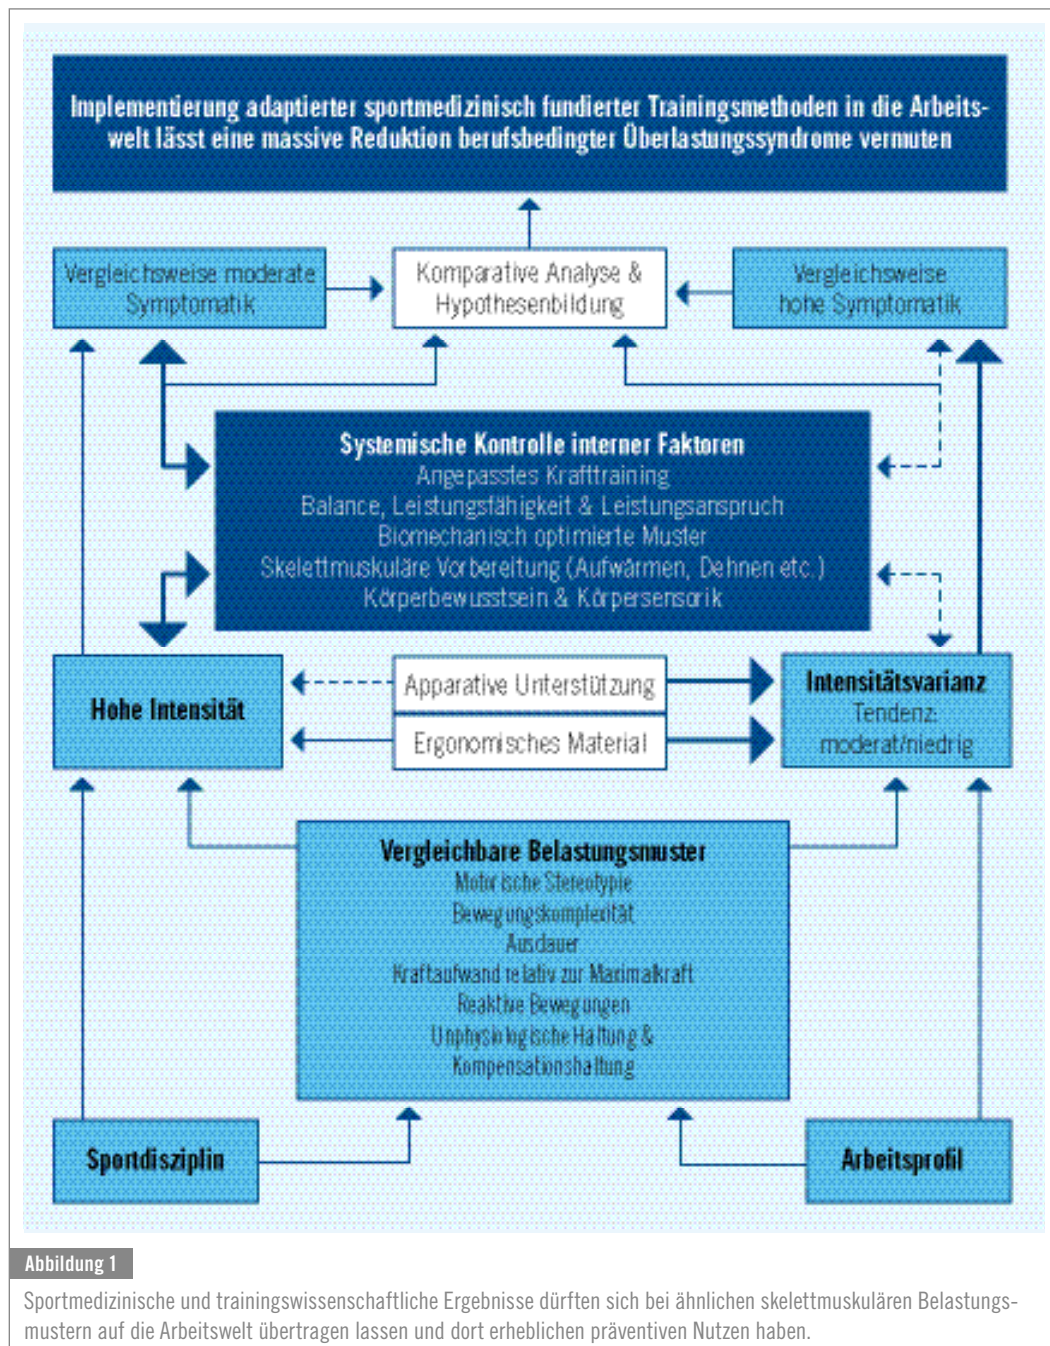 Implementierung adaptierter sportmedizinisch fundierter Trainingsmethoden in die Arbeits-
welt lässt eine massive Reduktion berufsbedingter Überlastungssyndrome vermuten
Vergleichsweise moderate
Symptomatik
Komparative Analyse &
Hypothesenbildung
Vergleichsweise
hohe Symptomatik
Systemische Kontrolle interner Faktoren
Angepasstes Krafttraining
Balance, Leistungsfähigkeit & Leistungsanspruch
Biomechanisch optimierte Muster
Skelettmuskuläre Vorbereitung (Aufwärmen, Dehnen etc.)
Körperbewusstsein & Körpersensorik
Hohe Intensität
Apparative Unterstützung
Ergonomisches Material
Intensitätsvarianz
Tendenz:
moderat/niedrig
Vergleichbare Belastungsmuster
Motorische Stereotypie
Bewegungskomplexität
Ausdauer
Kraftaufwand relativ zur Maximalkraft
Reaktive Bewegungen
Unphysiologische Haltung &
Kompensationshaltung
Sportdisziplin
Arbeitsprofil
Abbildung 1
Sportmedizinische und trainingswissenschaftliche Ergebnisse dürften sich bei ähnlichen skelettmuskulären Belastungs-
mustern auf die Arbeitswelt übertragen lassen und dort erheblichen präventiven Nutzen haben.